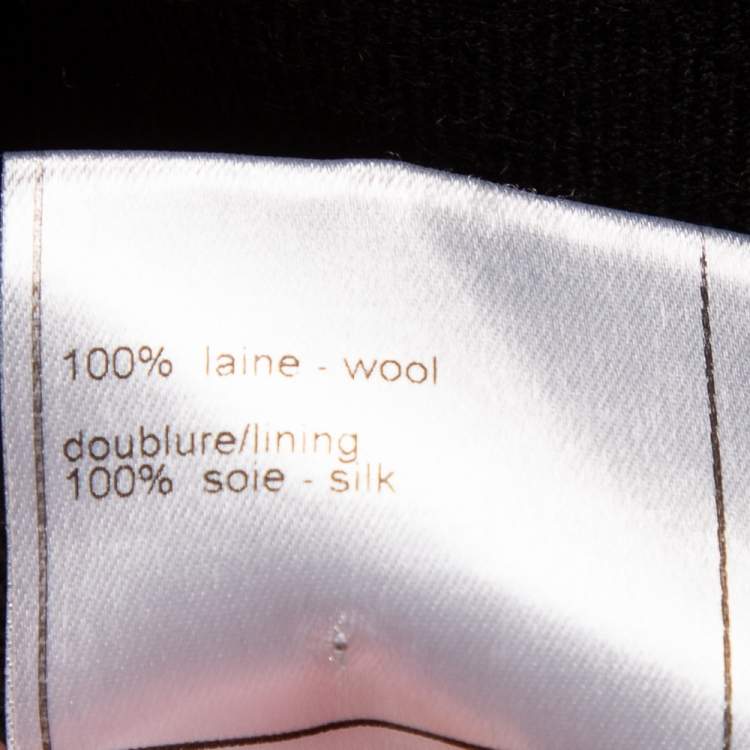 100% laine - wool
doublure/lining
100% soie - silk